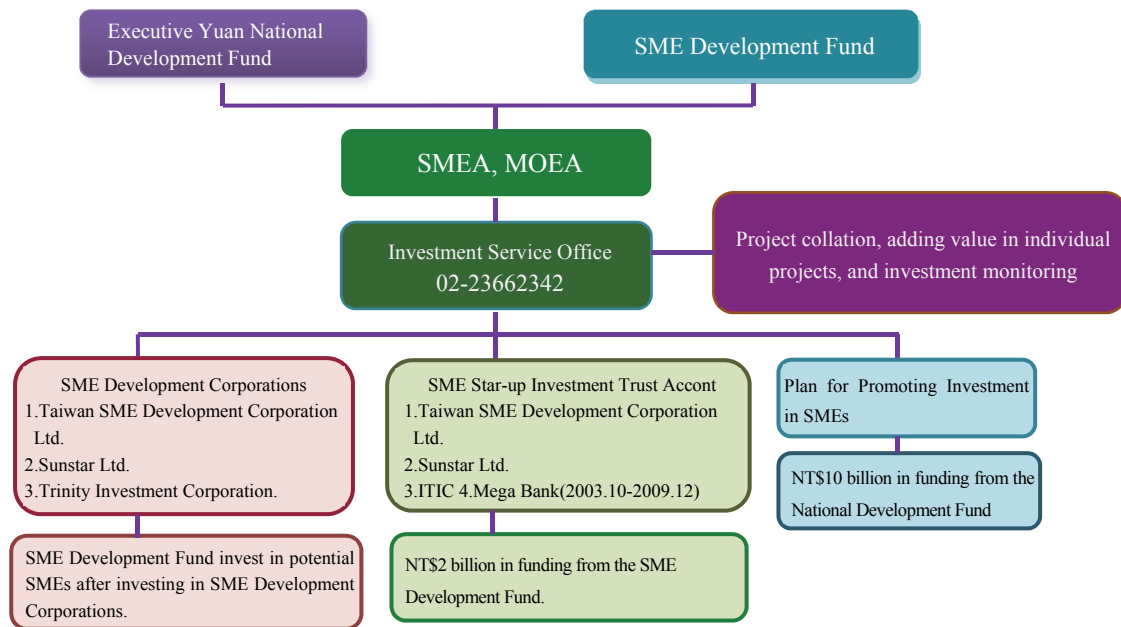 Executive Yuan National
Development Fund
SME Development Fund
SMEA, MOEA
Investment Service Office
02-23662342
Project collation, adding value in individual
projects, and investment monitoring
SME Development Corporations
1.Taiwan SME Development Corporation
Ltd.
2.Sunstar Ltd.
3.Trinity Investment Corporation.
SME Star-up Investment Trust Accont
1.Taiwan SME Development Corporation
Ltd.
2.Sunstar Ltd.
3.ITIC 4.Mega Bank(2003.10-2009.12)
Plan for Promoting Investment
in SMEs
NT$10 billion in funding from the
National Development Fund
SME Development Fund invest in potential
SMEs after investing in SME Development
Corporations.
NT$2 billion in funding from the SME
Development Fund.